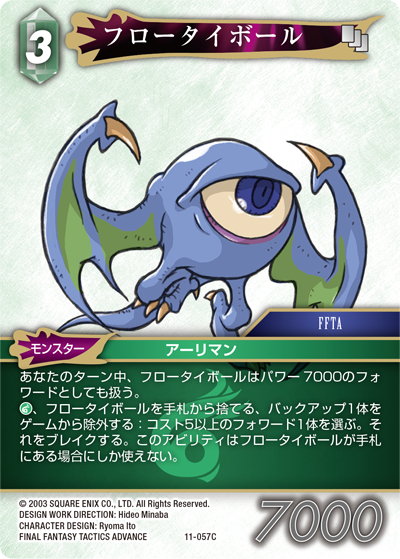 3
フロータイボール
FFTA
モンスター
アーリマン
あなたのターン中、フロータイボールはパワー 7000のフォ
ワードとしても扱う。
、フロータイボールを手札から捨てる、バックアップ1体を
ゲームから除外する：コスト5以上のフォワード1体を選ぶ。そ
れをブレイクする。このアビリティはフロータイボールが手札
にある場合にしか使えない。
© 2003 SQUARE ENIX CO., LTD. All Rights Reserved.
DESIGN WORK DIRECTION: Hideo Minaba
CHARACTER DESIGN: Ryoma Ito
FINAL FANTASY TACTICS ADVANCE
11-057C
7000